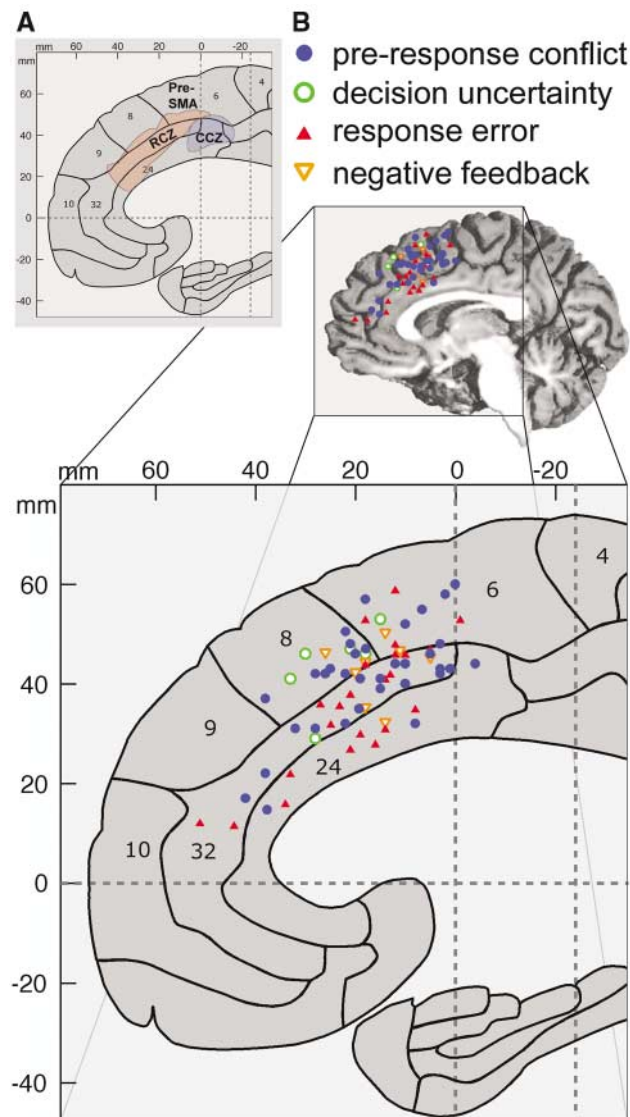 A
mm 60 40 20 0 -20
mm
60
40
20
0
-20
-40
Pre-
SMA
6
4
8
RCZ
CCZ
9
24
10
32
B
pre-response conflict
decision uncertainty
response error
negative feedback
mm 60 40 20 0 -20
mm
60
40
20
0
-20
-40
6
4
8
9
24
10
32